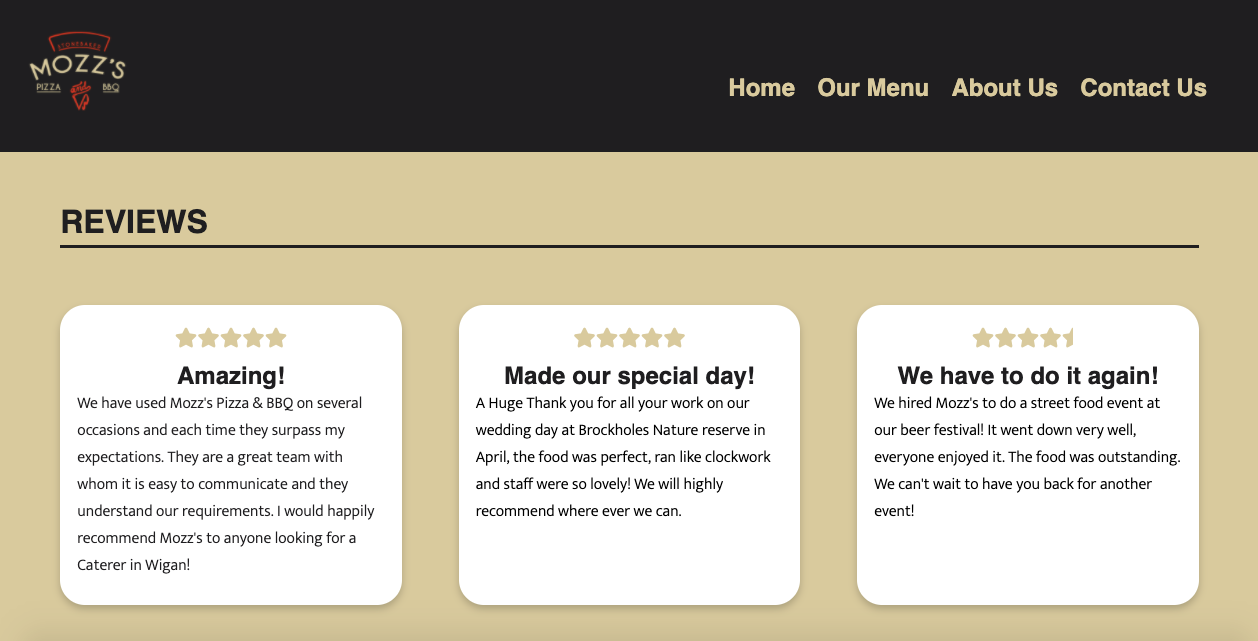 STONEBAKED
MOZZ'S
PIZZA and BBQ
Home Our Menu About Us Contact Us
REVIEWS
Amazing!
We have used Mozz's Pizza & BBQ on several
occasions and each time they surpass my
expectations. They are a great team with
whom it is easy to communicate and they
understand our requirements. I would happily
recommend Mozz's to anyone looking for a
Caterer in Wigan!
Made our special day!
A Huge Thank you for all your work on our
wedding day at Brockholes Nature reserve in
April, the food was perfect, ran like clockwork
and staff were so lovely! We will highly
recommend where ever we can.
We have to do it again!
We hired Mozz's to do a street food event at
our beer festival! It went down very well,
everyone enjoyed it. The food was outstanding.
We can't wait to have you back for another
event!